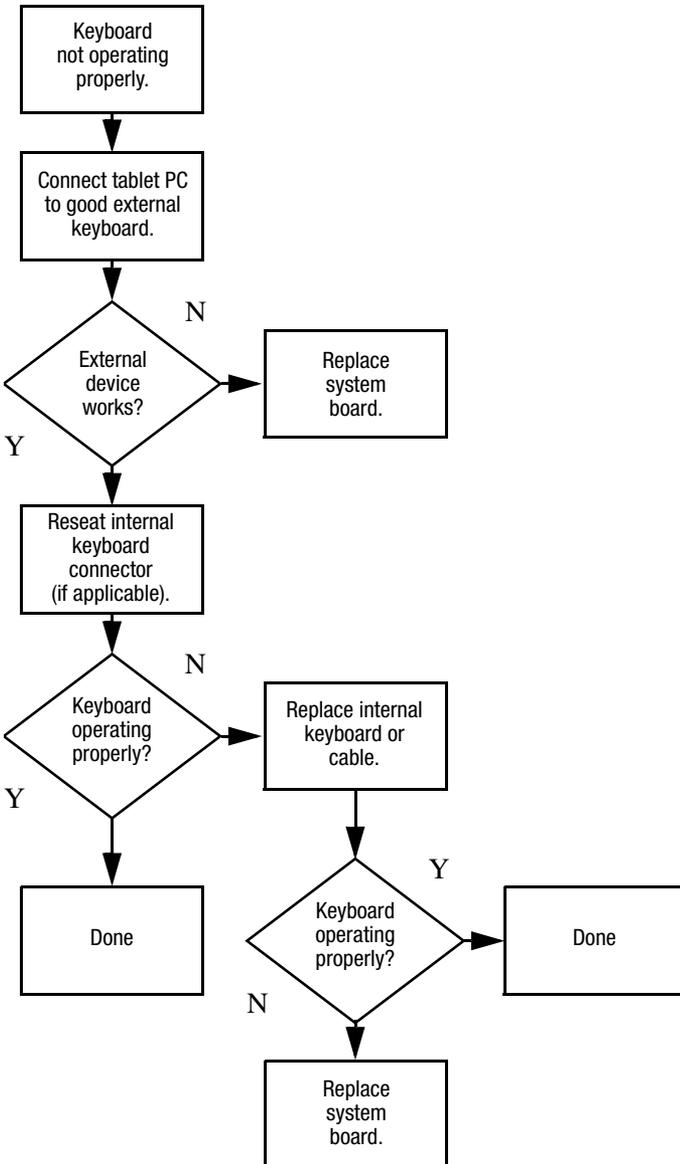 Keyboard
not operating
properly.
Connect tablet PC
to good external
keyboard.
N
External
device
works?
Replace
system
board.
Y
Reseat internal
keyboard
connector
(if applicable).
N
Keyboard
operating
properly?
Replace internal
keyboard or
cable.
Y
Y
Done
Keyboard
operating
properly?
Done
N
Replace
system
board.